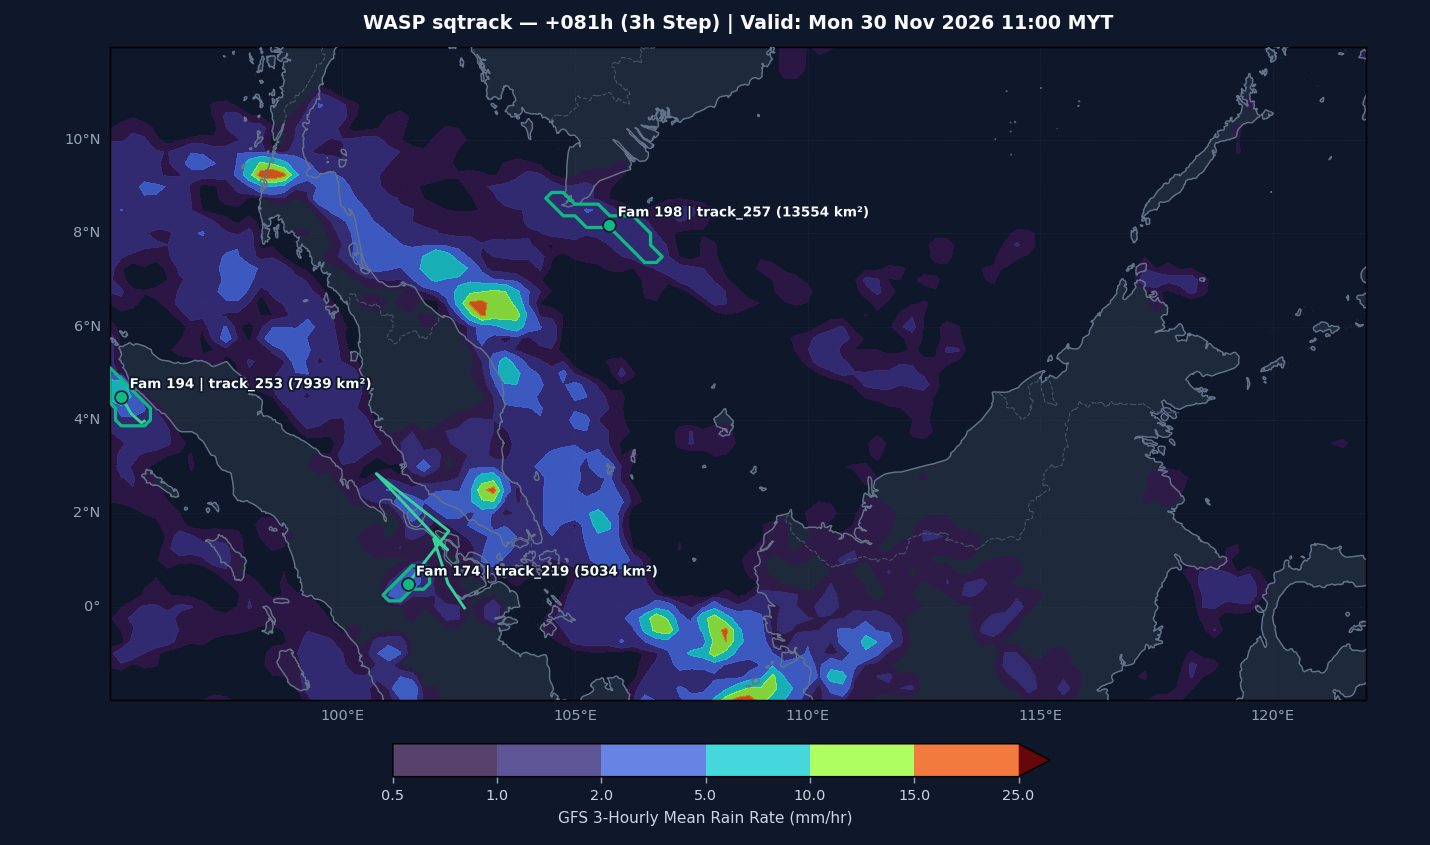 WASP sqtrack — +081h (3h Step) | Valid: Mon 30 Nov 2026 11:00 MYT
10°N
8°N
6°N
4°N
2°N
0°
Fam 198 | track_257 (13554 km²)
Fam 194 | track_253 (7939 km²)
Fam 174 | track_219 (5034 km²)
100°E 105°E 110°E 115°E 120°E
0.5 1.0 2.0 5.0 10.0 15.0 25.0
GFS 3-Hourly Mean Rain Rate (mm/hr)